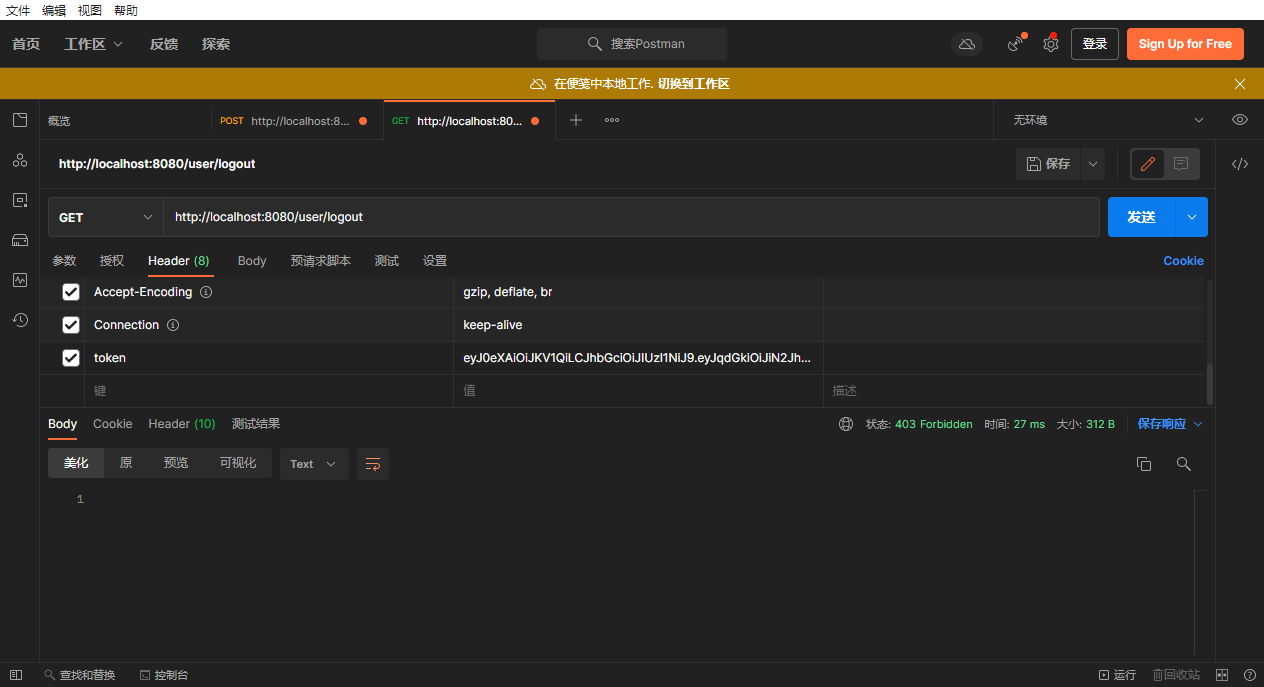 文件 编辑 视图 帮助
首页 工作区 反馈 探索 搜索Postman 登录 Sign Up for Free
在便笺中本地工作. 切换到工作区
概览 POST http://localhost:8... GET http://localhost:80... 无环境
http://localhost:8080/user/logout 保存
GET http://localhost:8080/user/logout 发送
参数 授权 Header (8) Body 预请求脚本 测试 设置 Cookie
Accept-Encoding gzip, deflate, br
Connection keep-alive
token eyJ0eXAiOiJKV1QiLCJhbGciOiJIUzI1NiJ9.eyJqdGkiOiJiN2Jh...
键 值 描述
Body Cookie Header (10) 测试结果 状态: 403 Forbidden 时间: 27 ms 大小: 312 B 保存响应
美化 原 预览 可视化 Text
1
查找和替换 控制台 运行 回收站